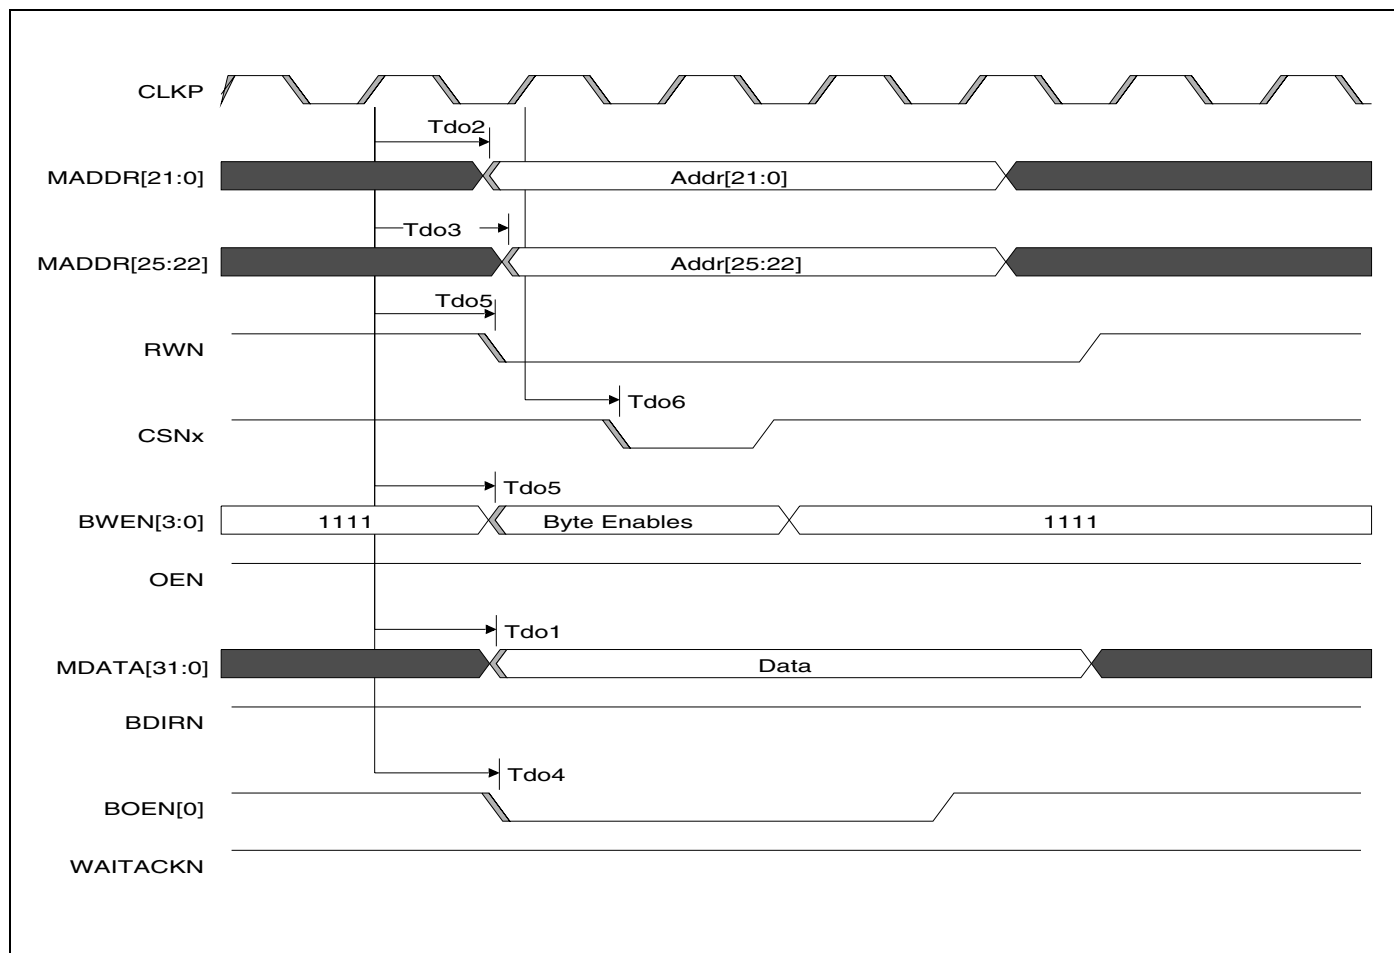 CLKP
Tdo2
MADDR[21:0]
Addr[21:0]
Tdo3
MADDR[25:22]
Addr[25:22]
Tdo5
RWN
Tdo6
CSNx
Tdo5
BWEN[3:0]
1111
Byte Enables
1111
OEN
Tdo1
MDATA[31:0]
Data
BDIRN
Tdo4
BOEN[0]
WAITACKN